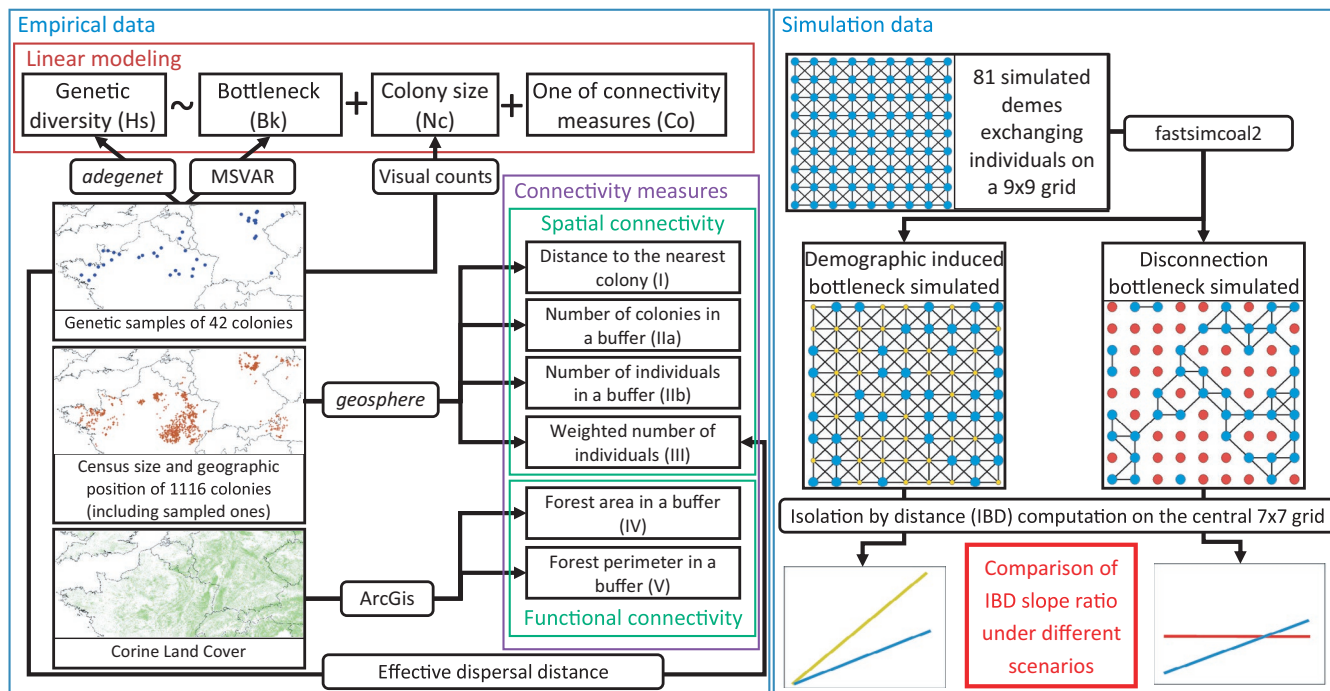 Empirical data
Linear modeling
Genetic
diversity (Hs)
~
Bottleneck
(Bk)
+
Colony size
(Nc)
+
One of connectivity
measures (Co)
adegenet
MSVAR
Visual counts
Genetic samples of 42 colonies
Census size and geographic
position of 1116 colonies
(including sampled ones)
Corine Land Cover
geosphere
ArcGis
Effective dispersal distance
Connectivity measures
Spatial connectivity
Distance to the nearest
colony (I)
Number of colonies in
a buffer (IIa)
Number of individuals
in a buffer (IIb)
Weighted number of
individuals (III)
Forest area in a buffer
(IV)
Forest perimeter in a
buffer (V)
Functional connectivity
Simulation data
81 simulated
demes
exchanging
individuals on
a 9x9 grid
fastsimcoal2
Demographic induced
bottleneck simulated
Disconnection
bottleneck simulated
Isolation by distance (IBD) computation on the central 7x7 grid
Comparison of
IBD slope ratio
under different
scenarios